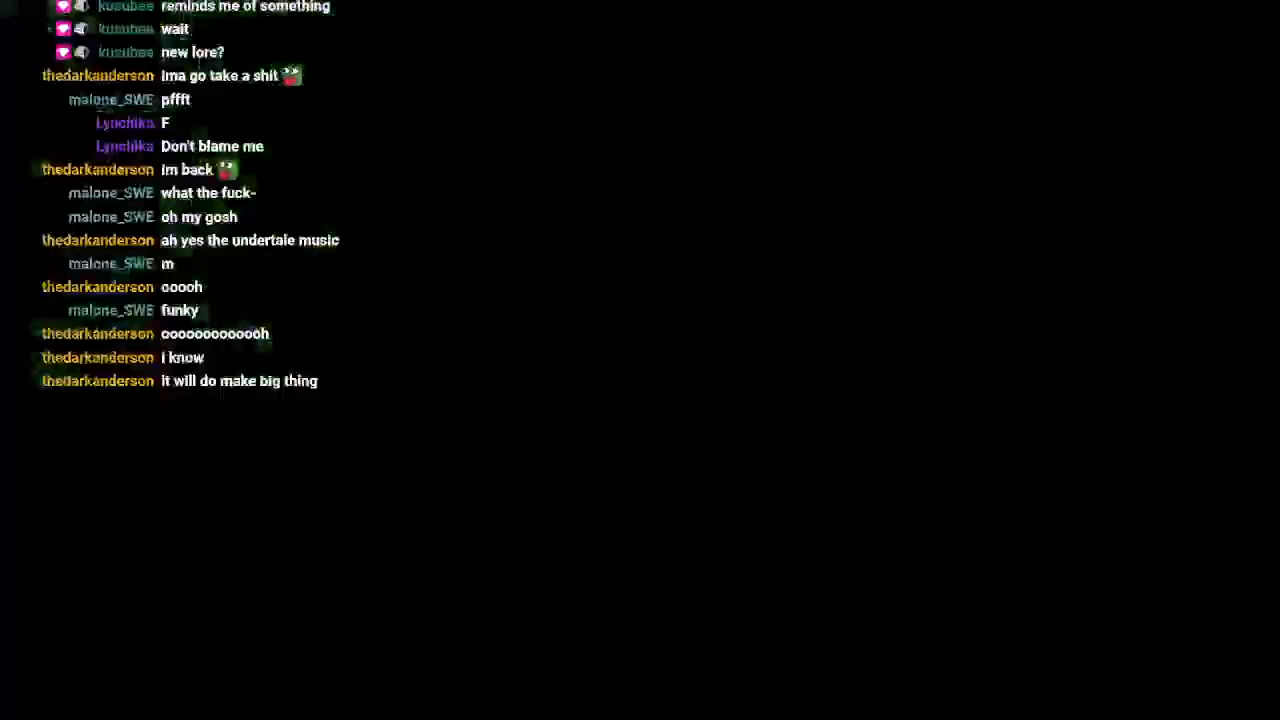 kusubee reminds me of something
kusubee wait
kusubee new lore?
thedarkanderson Ima go take a shit
malone_SWE pffft
Lynchika F
Lynchika Don't blame me
thedarkanderson im back
malone_SWE what the fuck-
malone_SWE oh my gosh
thedarkanderson ah yes the undertale music
malone_SWE m
thedarkanderson ooooh
malone_SWE funky
thedarkanderson ooooooooooooh
thedarkanderson i know
thedarkanderson it will do make big thing